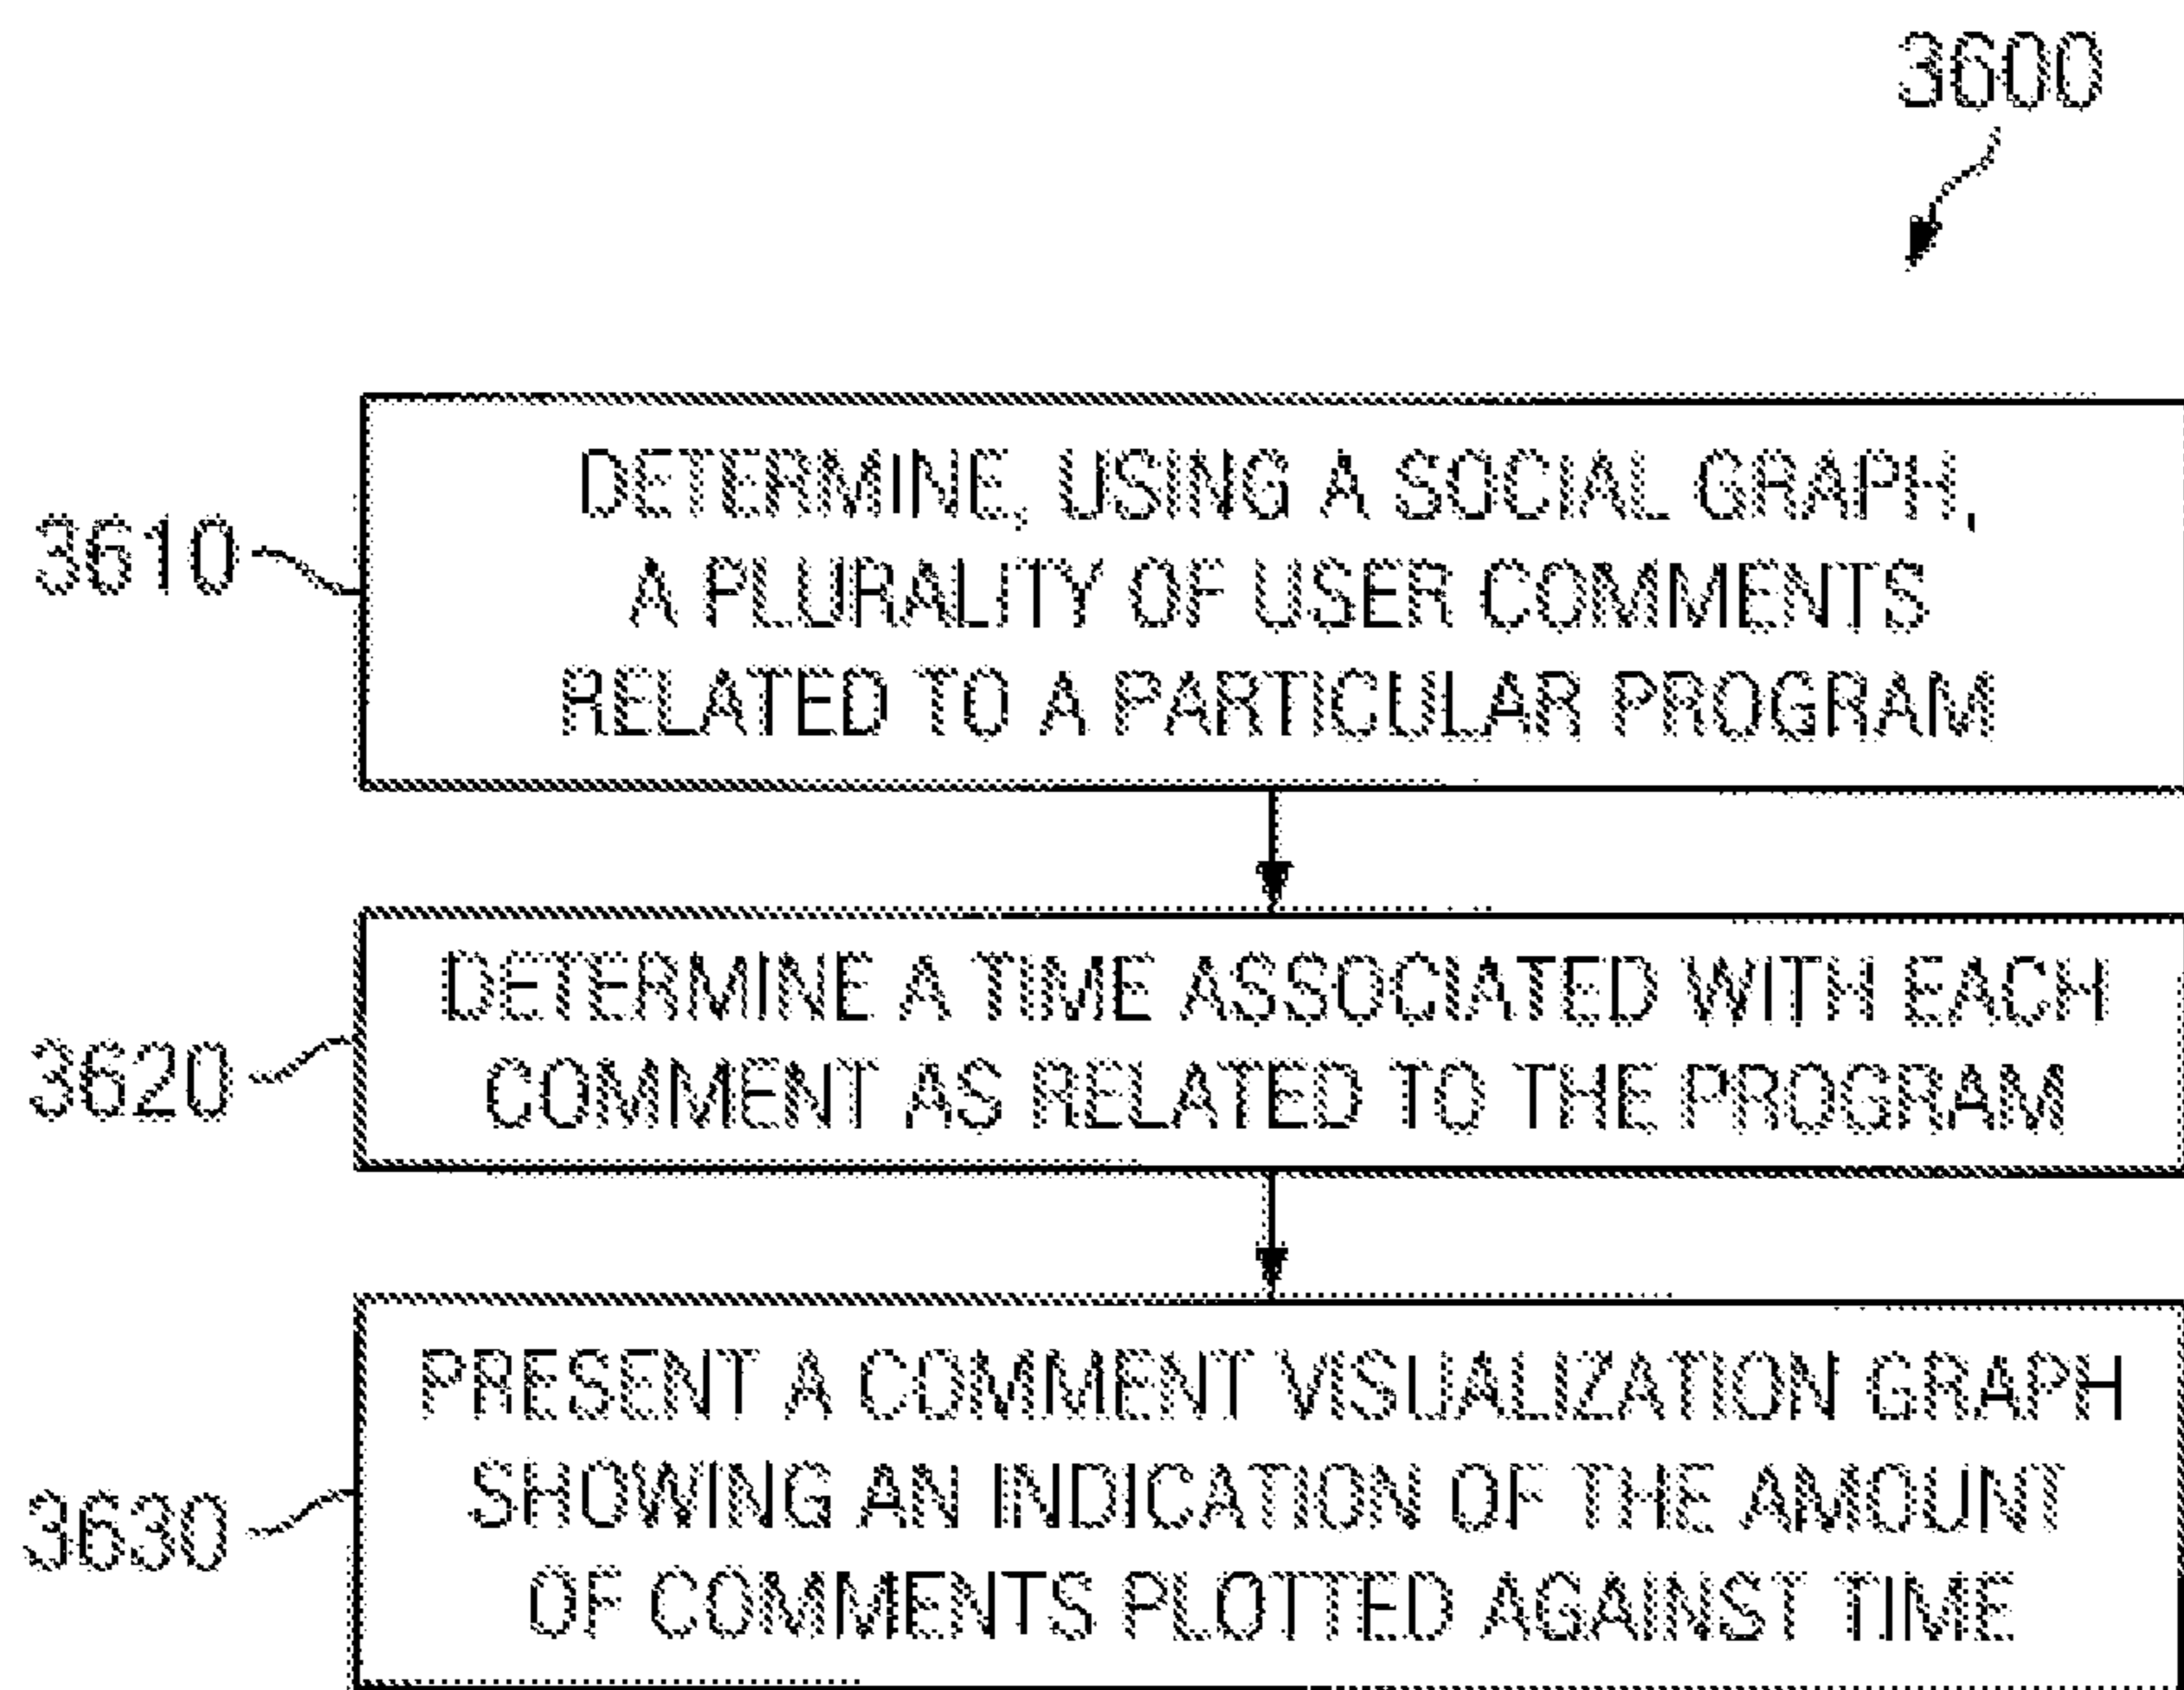 3600
3610
DETERMINE, USING A SOCIAL GRAPH,
A PLURALITY OF USER COMMENTS
RELATED TO A PARTICULAR PROGRAM
3620
DETERMINE A TIME ASSOCIATED WITH EACH
COMMENT AS RELATED TO THE PROGRAM
3630
PRESENT A COMMENT VISUALIZATION GRAPH
SHOWING AN INDICATION OF THE AMOUNT
OF COMMENTS PLOTTED AGAINST TIME